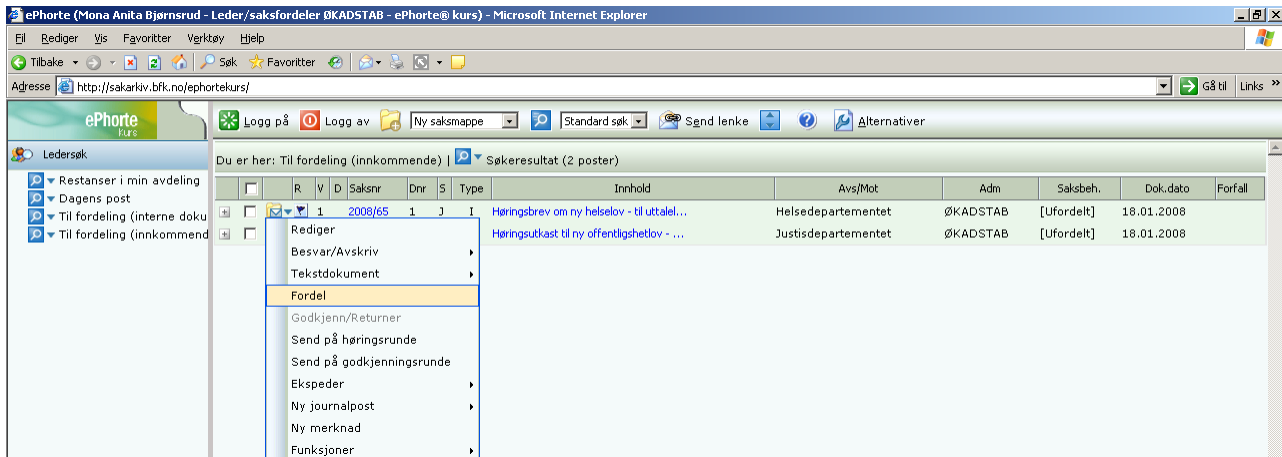 ePhorte (Mona Anita Bjørnsrud - Leder/saksfordeler ØKADSTAB - ePhorte® kurs) - Microsoft Internet Explorer
Fil Rediger Vis Favoritter Verktøy Hjelp
Tilbake Søk Favoritter
Adresse http://sakarkiv.bfk.no/ephortekurs/ Gå til Links »
ePhorte kurs
Logg på Logg av Ny saksmappe Standard søk Send lenke Alternativer
Ledersøk
Restanser i min avdeling
Dagens post
Til fordeling (interne doku
Til fordeling (innkommend
Du er her: Til fordeling (innkommende) | Søkeresultat (2 poster)
R V D Saksnr Dnr S Type Innhold Avs/Mot Adm Saksbeh. Dok.dato Forfall
1 2008/65 1 J I Høringsbrev om ny helselov - til uttalel... Helsedepartementet ØKADSTAB [Ufordelt] 18.01.2008
Høringsutkast til ny offentligshetlov - ... Justisdepartementet ØKADSTAB [Ufordelt] 18.01.2008
Rediger
Besvar/Avskriv
Tekstdokument
Fordel
Godkjenn/Returner
Send på høringsrunde
Send på godkjenningsrunde
Ekspeder
Ny journalpost
Ny merknad
Funksjoner